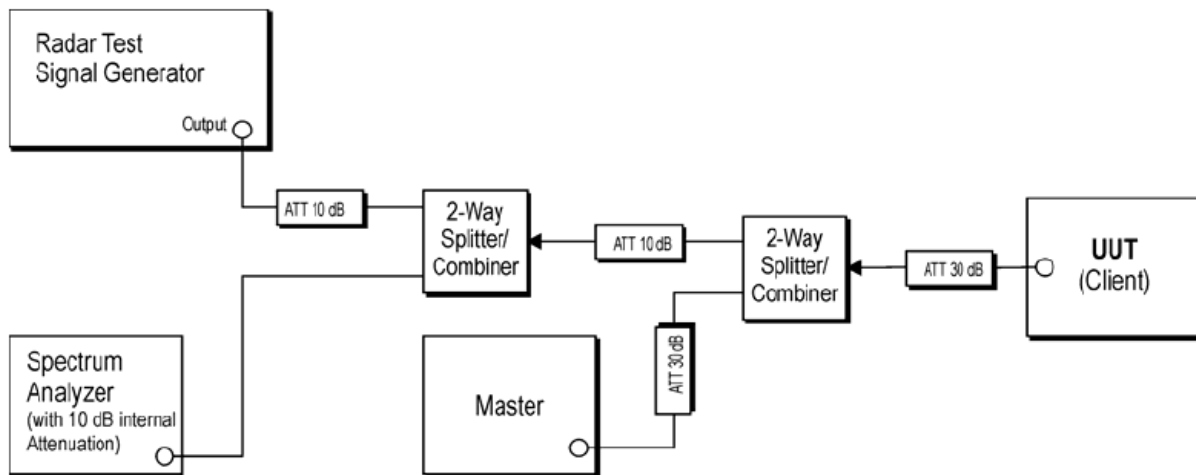 Radar Test
Signal Generator
Output
ATT 10 dB
2-Way
Splitter/
Combiner
ATT 10 dB
2-Way
Splitter/
Combiner
ATT 30 dB
UUT
(Client)
Spectrum
Analyzer
(with 10 dB internal
Attenuation)
Master
ATT 30 dB